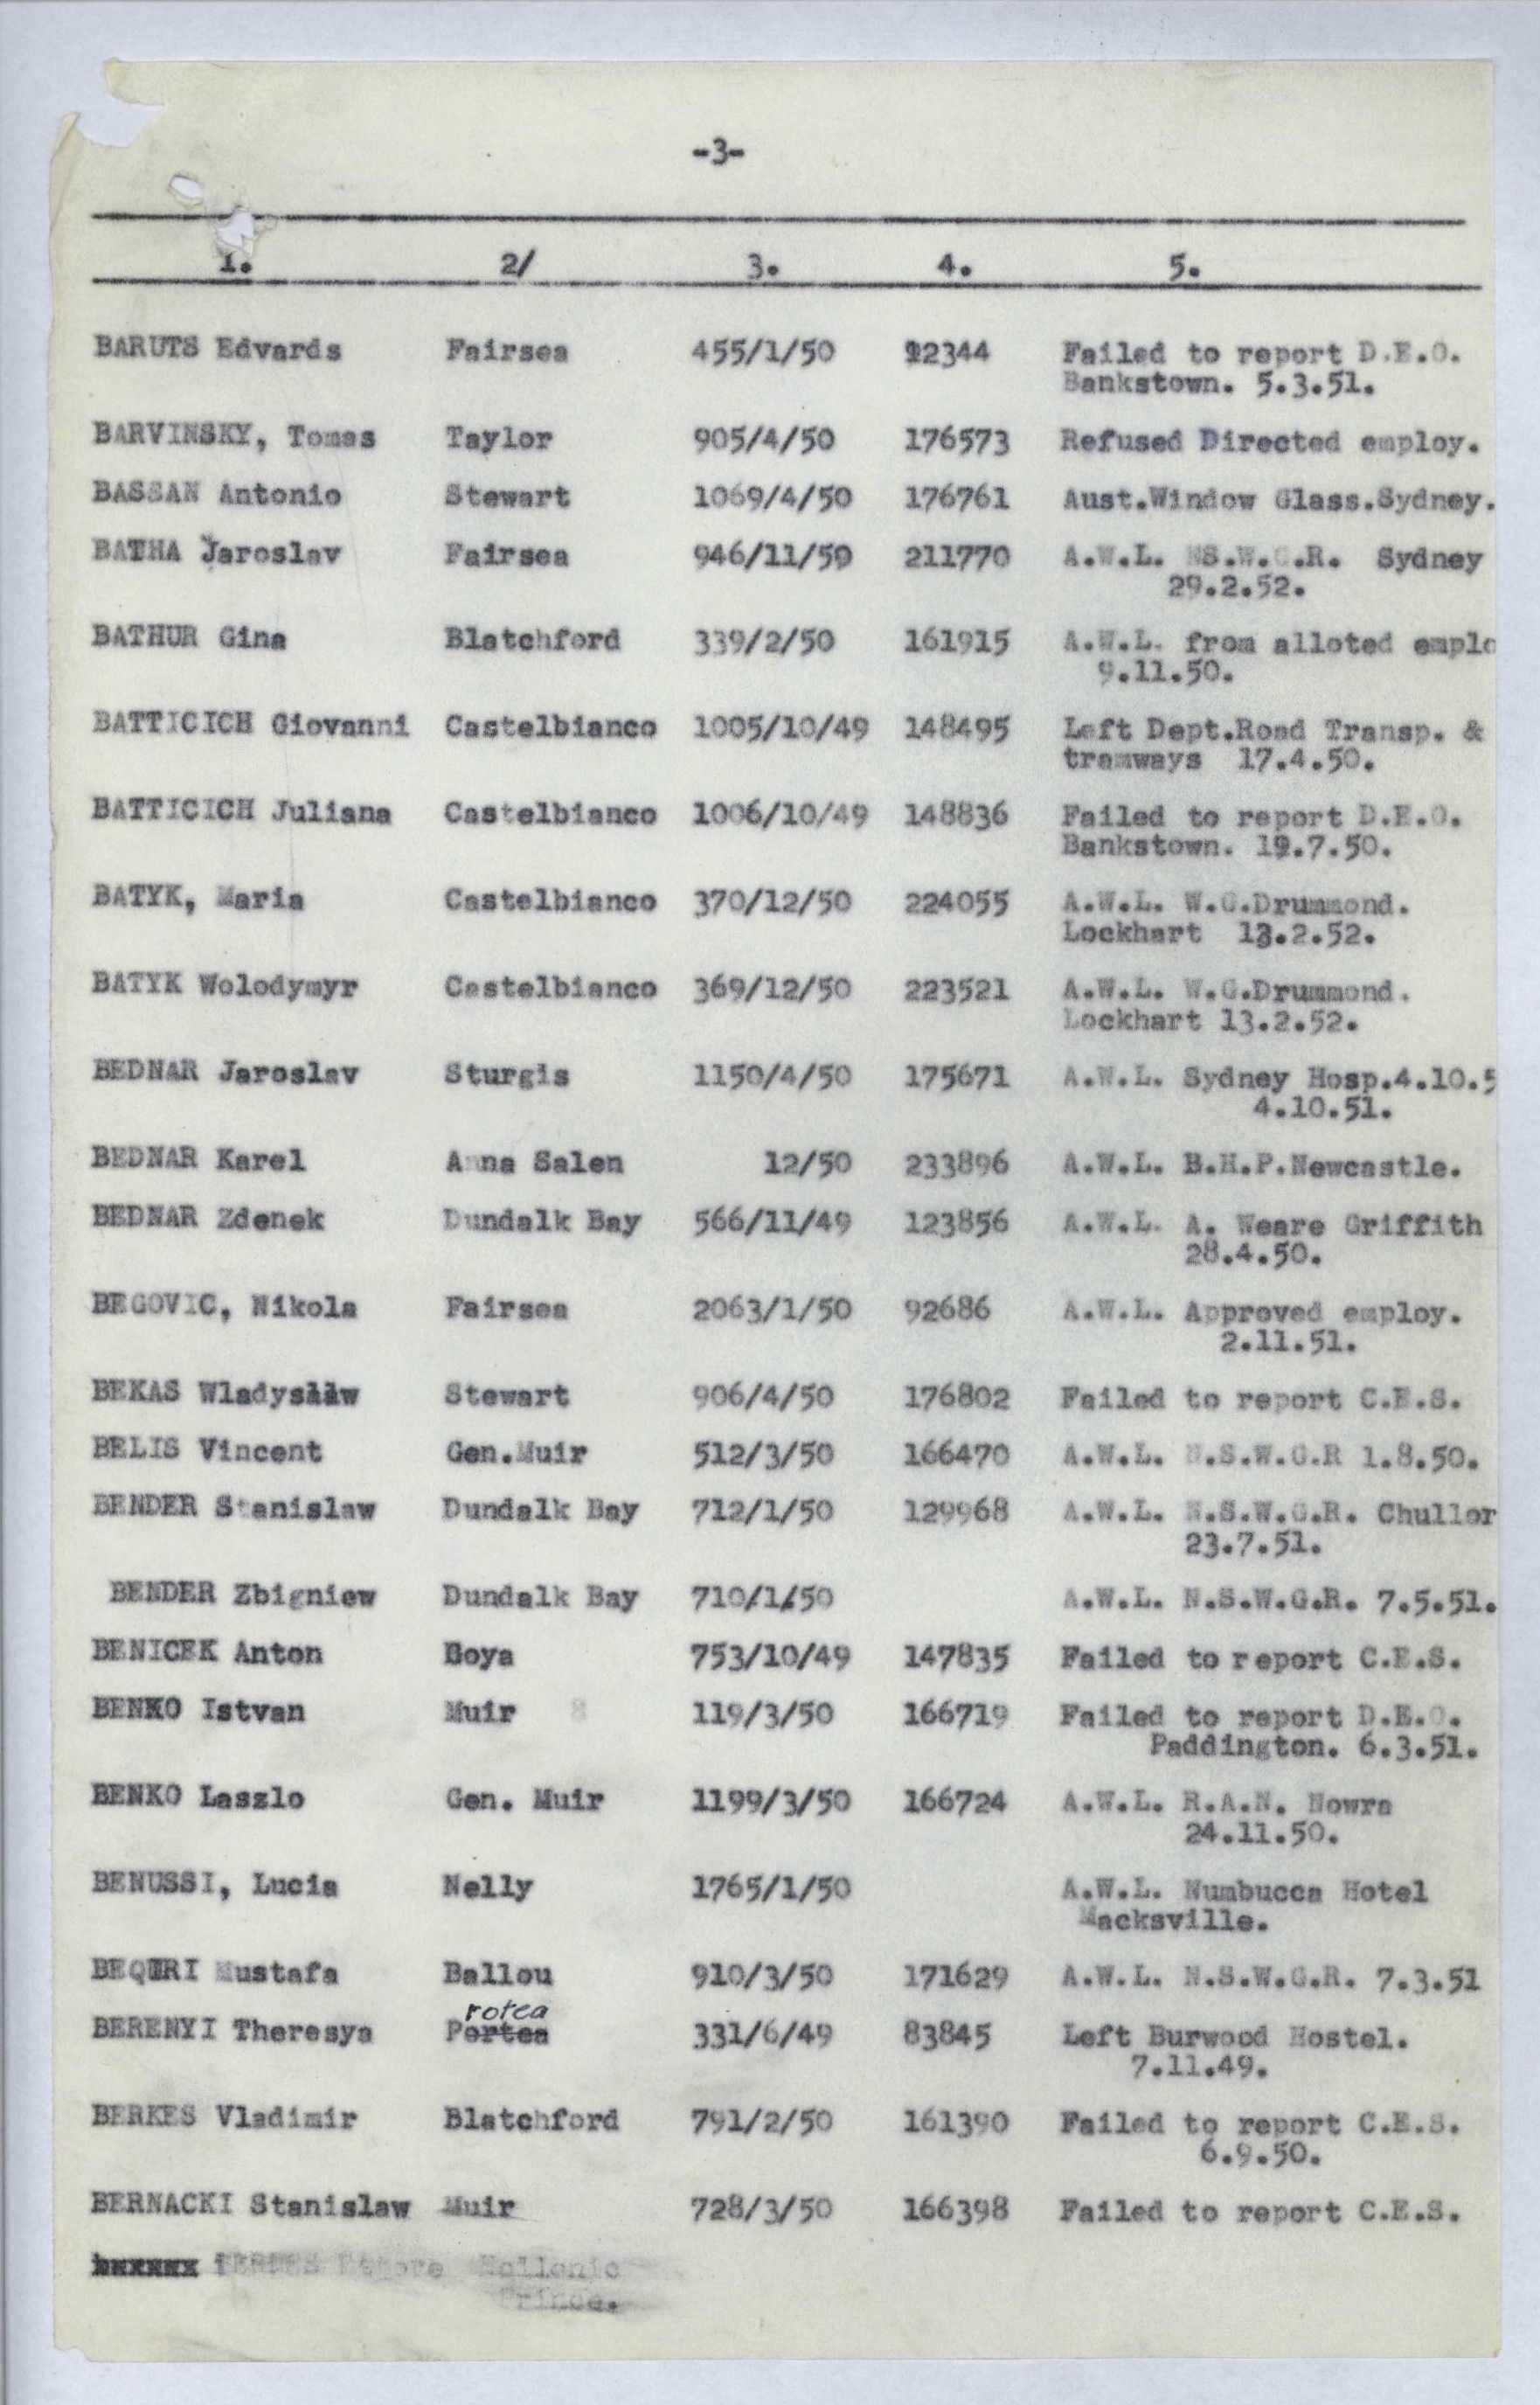 -3-
1. 2/ 3. 4. 5.
BARUTS Edvards Fairsea 455/1/50 22344 Failed to report D.E.O.
Bankstown. 5.3.51.
BARVINSKY, Tomas Taylor 905/4/50 176573 Refused Directed employ.
BASSAN Antonio Stewart 1069/4/50 176761 Aust.Window Glass.Sydney.
BATHA Jaroslav Fairsea 946/11/50 211770 A.W.L. NS.W.G.R. Sydney
29.2.52.
BATHUR Gina Blatchford 339/2/50 161915 A.W.L. from alloted emplo
9.11.50.
BATTICICH Giovanni Castelbianco 1005/10/49 148495 Left Dept.Road Transp. &
tramways 17.4.50.
BATTICICH Juliana Castelbianco 1006/10/49 148836 Failed to report D.E.O.
Bankstown. 19.7.50.
BATYK, Maria Castelbianco 370/12/50 224055 A.W.L. W.G.Drummond.
Lockhart 13.2.52.
BATYK Wolodymyr Castelbianco 369/12/50 223521 A.W.L. W.G.Drummond.
Lockhart 13.2.52.
BEDNAR Jaroslav Sturgis 1150/4/50 175671 A.W.L. Sydney Hosp.4.10.5
4.10.51.
BEDNAR Karel Anna Salen 12/50 233896 A.W.L. B.H.P.Newcastle.
BEDNAR Zdenek Dundalk Bay 566/11/49 123856 A.W.L. A. Weare Griffith
28.4.50.
BEGOVIC, Nikola Fairsea 2063/1/50 92686 A.W.L. Approved employ.
2.11.51.
BEKAS Wladyslaw Stewart 906/4/50 176802 Failed to report C.E.S.
BELIS Vincent Gen.Muir 512/3/50 166470 A.W.L. N.S.W.G.R 1.8.50.
BENDER Stanislaw Dundalk Bay 712/1/50 129968 A.W.L. N.S.W.G.R. Chullor
23.7.51.
BENDER Zbigniew Dundalk Bay 710/1/50 A.W.L. N.S.W.G.R. 7.5.51.
BENICEK Anton Goya 753/10/49 147835 Failed to report C.E.S.
BENKO Istvan Muir 8 119/3/50 166719 Failed to report D.E.O.
Paddington. 6.3.51.
BENKO Laszlo Gen. Muir 1199/3/50 166724 A.W.L. R.A.N. Nowra
24.11.50.
BENUSSI, Lucia Nelly 1765/1/50 A.W.L. Numbucca Hotel
Macksville.
BEQIRI Mustafa Ballou 910/3/50 171629 A.W.L. N.S.W.G.R. 7.3.51
rotea
BERENYI Theresya Portea 331/6/49 83845 Left Burwood Hostel.
7.11.49.
BERKES Vladimir Blatchford 791/2/50 161390 Failed to report C.E.S.
6.9.50.
BERNACKI Stanislaw Muir 728/3/50 166398 Failed to report C.E.S.
Hellenic
Prince.